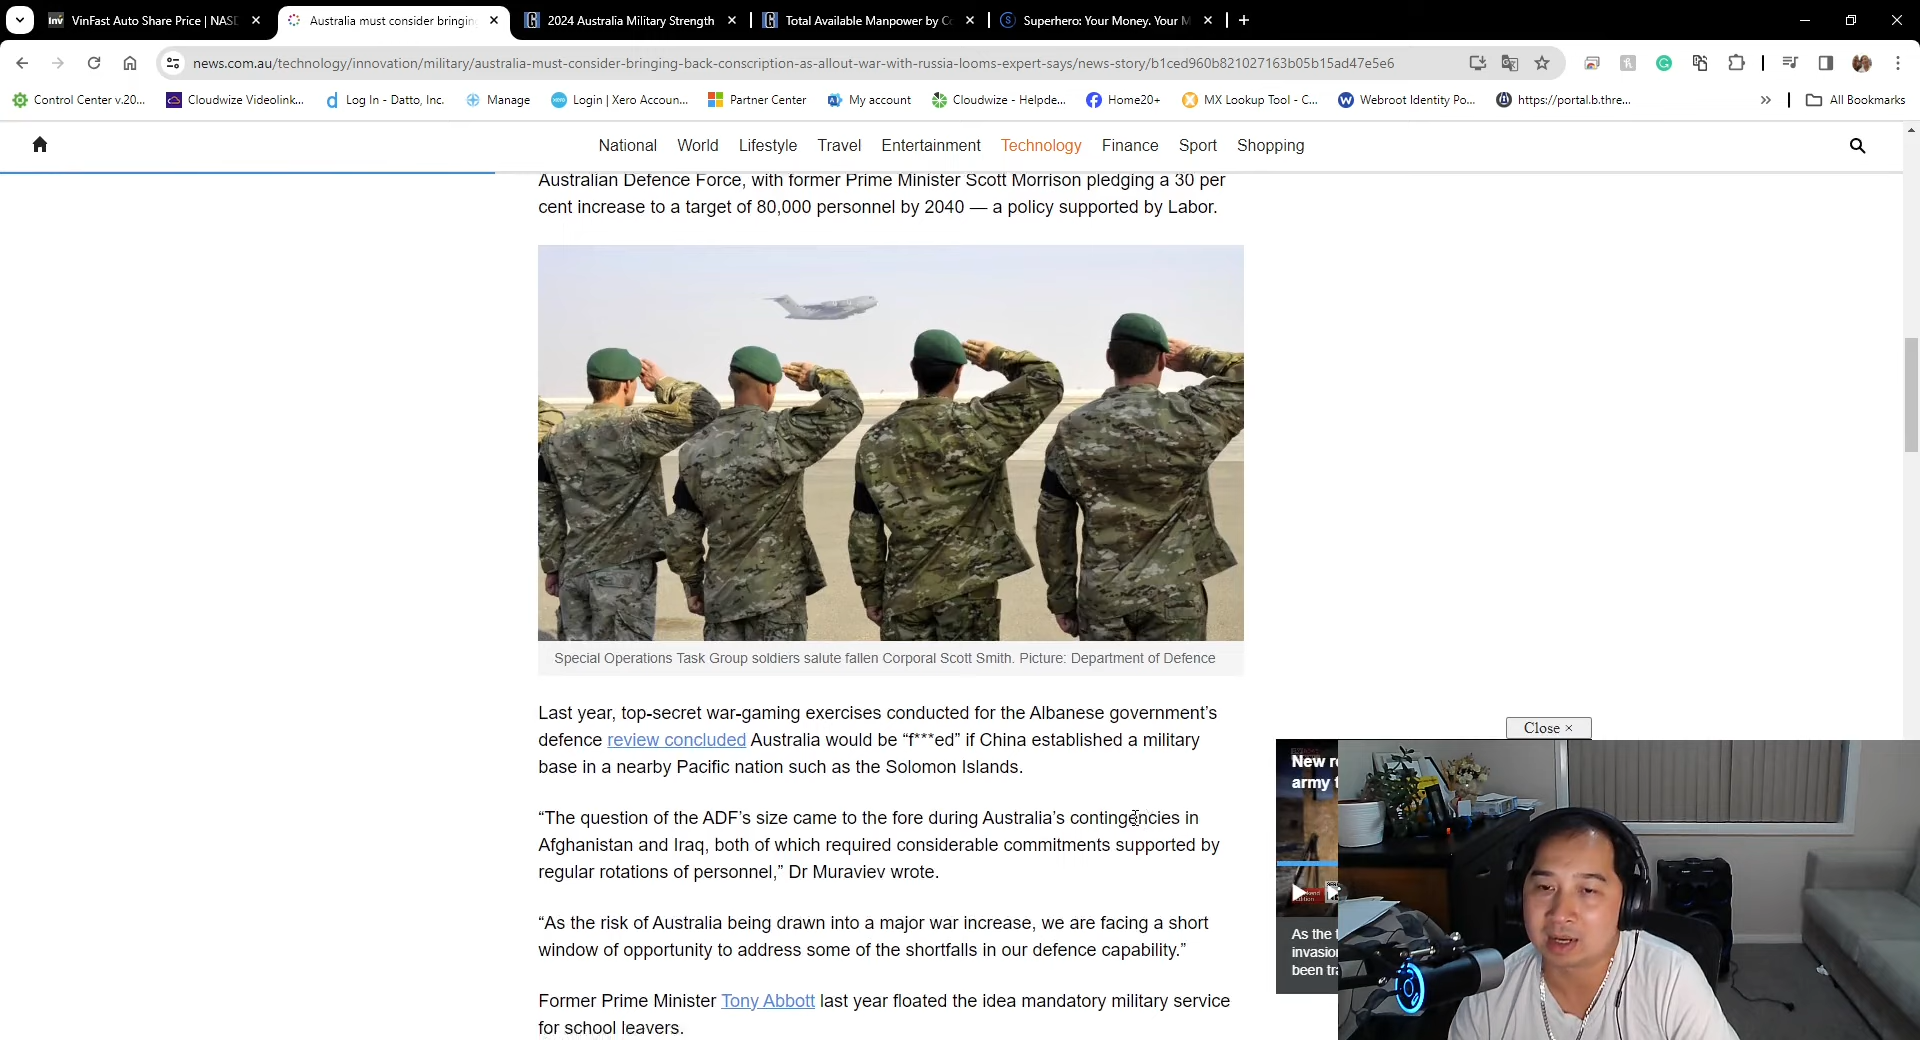 VinFast Auto Share Price | NAS
Australia must consider bringing
2024 Australia Military Strength
Total Available Manpower by Co
Superhero: Your Money. Your M
news.com.au/technology/innovation/military/australia-must-consider-bringing-back-conscription-as-allout-war-with-russia-looms-expert-says/news-story/b1ced960b821027163b05b15ad47e5e6
Control Center v.20... Cloudwize Videolink... Log In - Datto, Inc. Manage Login | Xero Accoun... Partner Center My account Cloudwize - Helpde... Home20+ MX Lookup Tool - C... Webroot Identity Po... https://portal.b.thre... » All Bookmarks
National World Lifestyle Travel Entertainment Technology Finance Sport Shopping
Australian Defence Force, with former Prime Minister Scott Morrison pledging a 30 per
cent increase to a target of 80,000 personnel by 2040 — a policy supported by Labor.
Special Operations Task Group soldiers salute fallen Corporal Scott Smith. Picture: Department of Defence
Last year, top-secret war-gaming exercises conducted for the Albanese government’s
defence review concluded Australia would be “f***ed” if China established a military
base in a nearby Pacific nation such as the Solomon Islands.
“The question of the ADF’s size came to the fore during Australia’s contingencies in
Afghanistan and Iraq, both of which required considerable commitments supported by
regular rotations of personnel,” Dr Muraviev wrote.
“As the risk of Australia being drawn into a major war increase, we are facing a short
window of opportunity to address some of the shortfalls in our defence capability.”
Former Prime Minister Tony Abbott last year floated the idea mandatory military service
for school leavers.
Close ×
New r
army
As the
invasio
been tr